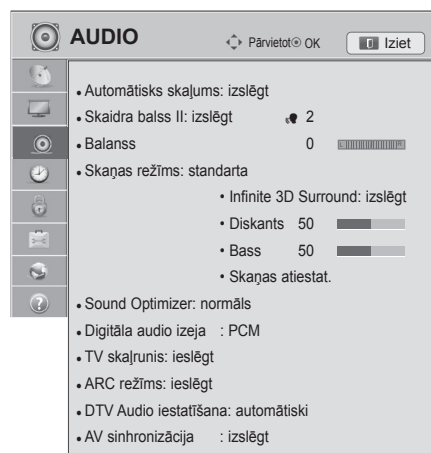 AUDIO
Pārvietot OK
Iziet
• Automātisks skaļums: izslēgt
• Skaidra balss II: izslēgt 2
• Balanss 0 L R
• Skaņas režīms: standarta
• Infinite 3D Surround: izslēgt
• Diskants 50
• Bass 50
• Skaņas atiestat.
• Sound Optimizer: normāls
• Digitāla audio izeja : PCM
• TV skaļrunis: ieslēgt
• ARC režīms: ieslēgt
• DTV Audio iestatīšana: automātiski
• AV sinhronizācija : izslēgt